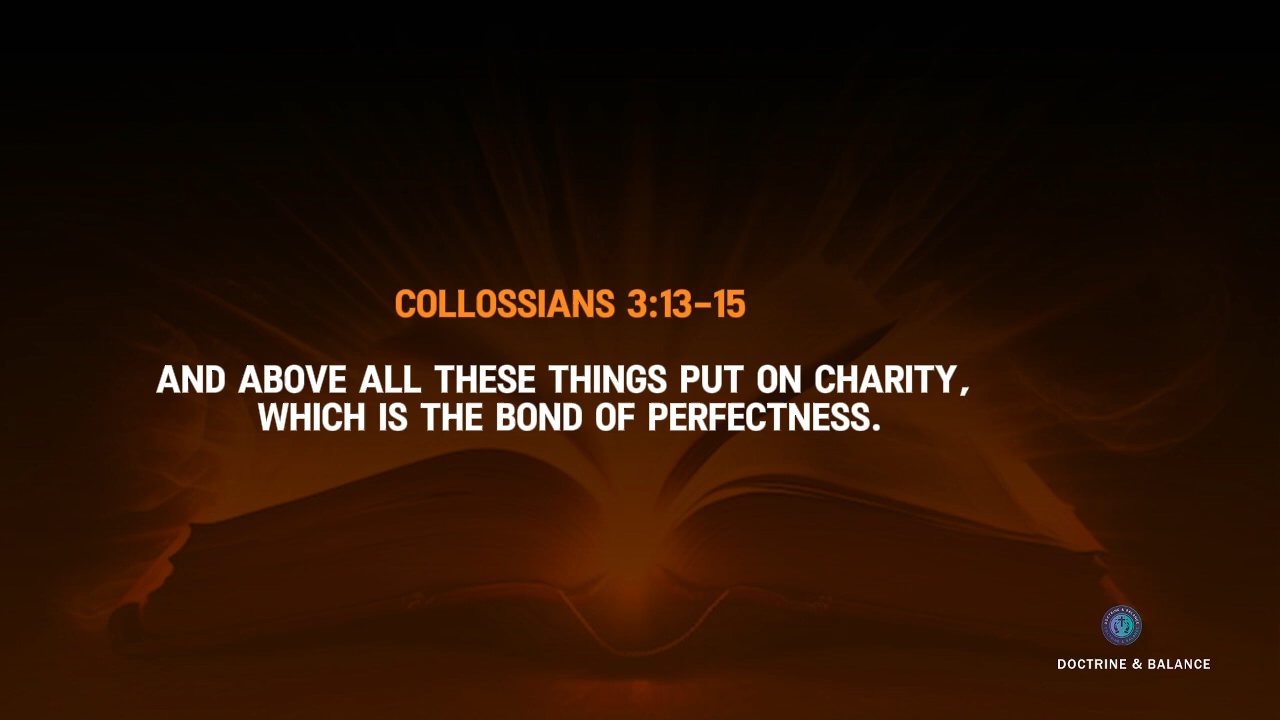 COLLOSSIANS 3:13-15
AND ABOVE ALL THESE THINGS PUT ON CHARITY,
WHICH IS THE BOND OF PERFECTNESS.
DOCTRINE & BALANCE